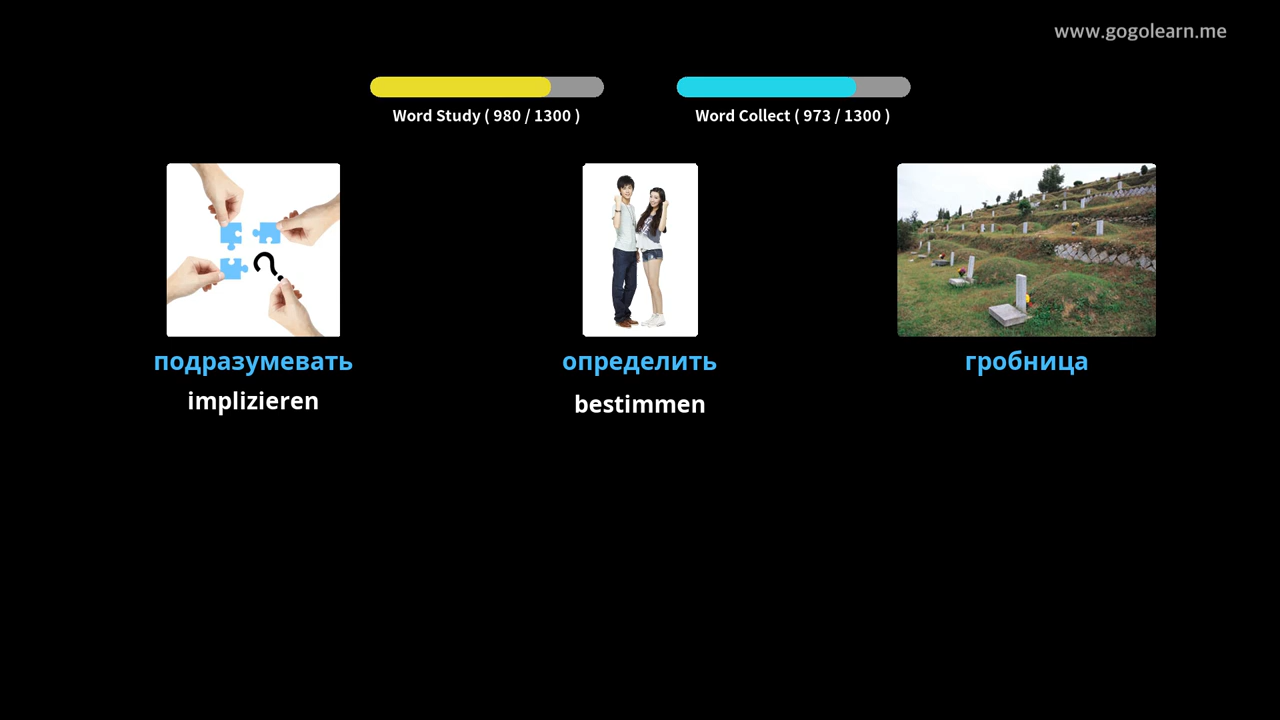 www.gogolearn.me
Word Study ( 980 / 1300 )
Word Collect ( 973 / 1300 )
подразумевать
implizieren
определить
bestimmen
гробница